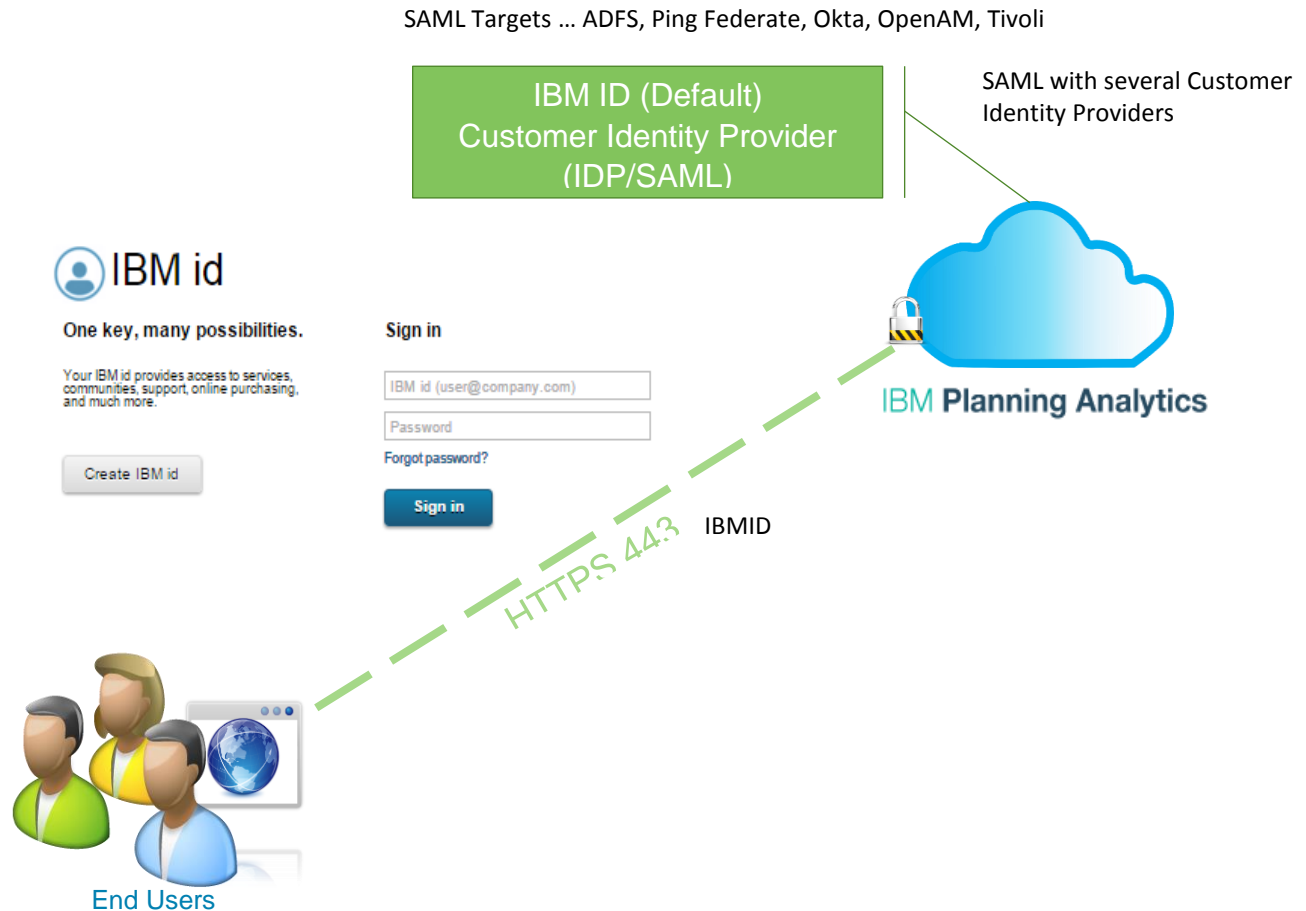 SAML Targets … ADFS, Ping Federate, Okta, OpenAM, Tivoli
IBM ID (Default)
Customer Identity Provider
(IDP/SAML)
SAML with several Customer
Identity Providers
IBM id
One key, many possibilities.
Your IBM id provides access to services,
communities, support, online purchasing,
and much more.
Create IBM id
Sign in
IBM id (user@company.com)
Password
Forgot password?
Sign in
IBM Planning Analytics
HTTPS 443
IBMID
End Users